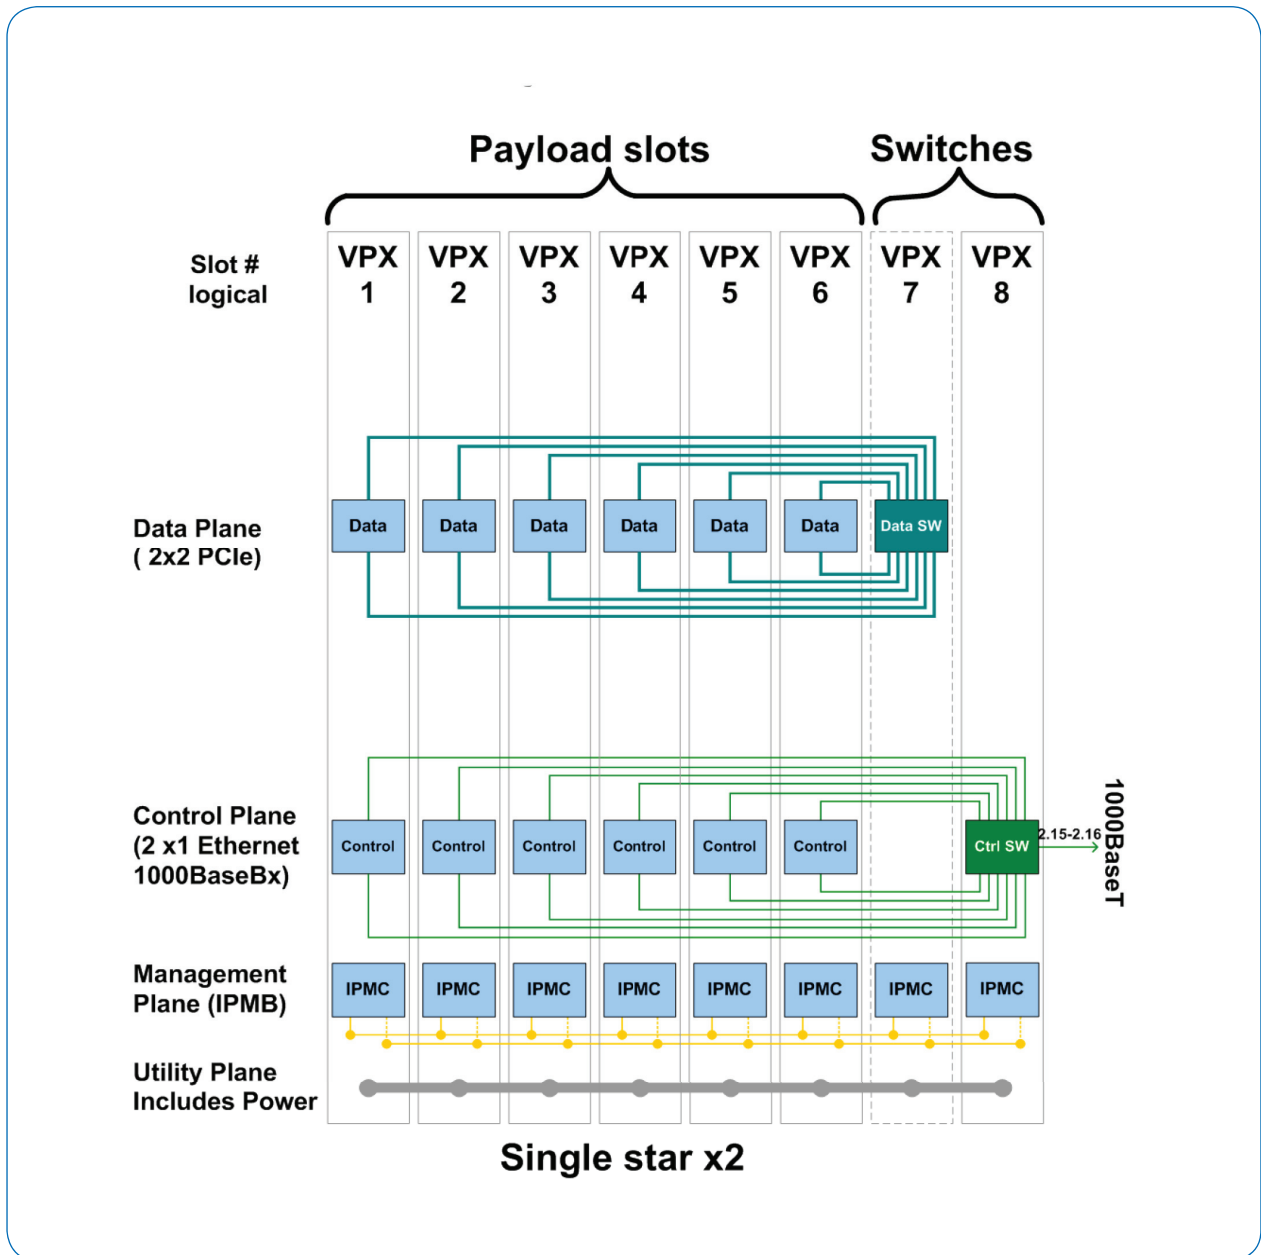 Payload slots
Switches
Slot #
logical
VPX
1
VPX
2
VPX
3
VPX
4
VPX
5
VPX
6
VPX
7
VPX
8
Data Plane
( 2x2 PCIe)
Data
Data
Data
Data
Data
Data
Data SW
Control Plane
(2 x1 Ethernet
1000BaseBx)
Control
Control
Control
Control
Control
Control
Ctrl SW
2.15-2.16
1000BaseT
Management
Plane (IPMB)
IPMC
IPMC
IPMC
IPMC
IPMC
IPMC
IPMC
IPMC
Utility Plane
Includes Power
Single star x2